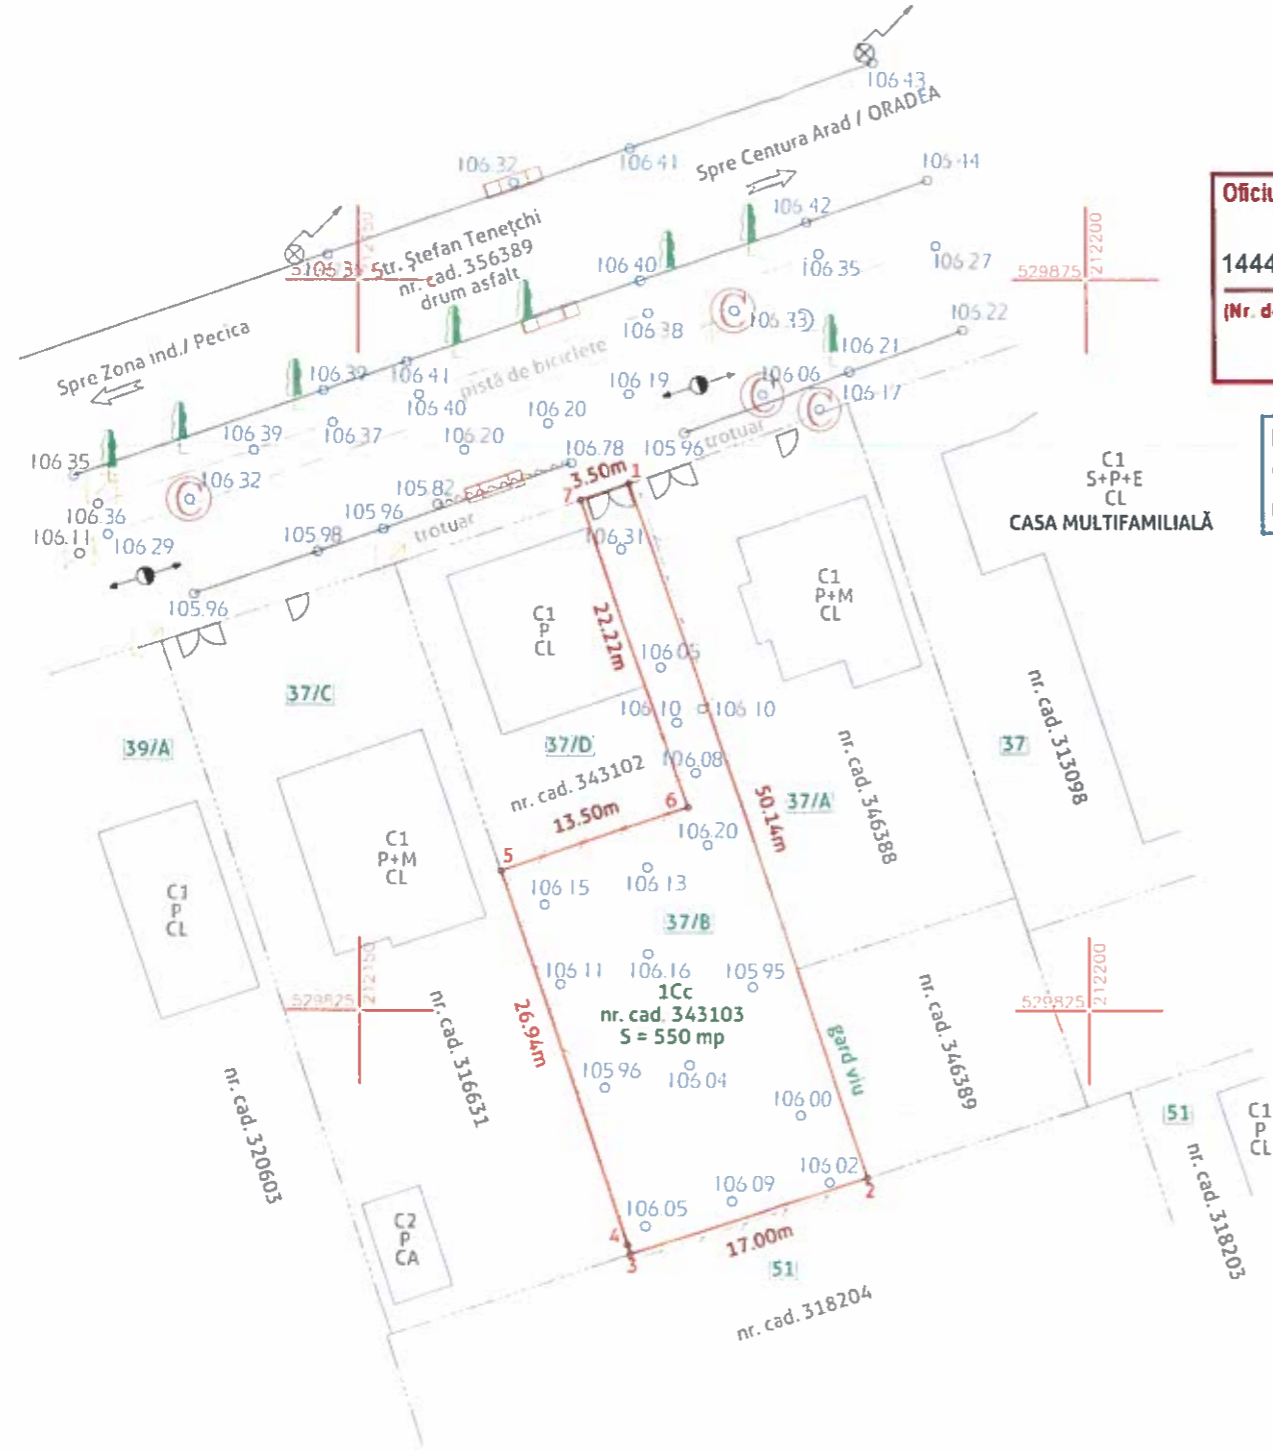 106.43
Spre Centura Arad / ORADEA
106.32
106.41
106.44
106.42
Str. Ștefan Tenețchi
nr. cad. 356389
drum asfalt
106.40
106.35
106.27
529875
212200
Oficiu
1444
(Nr. d
106.38
106.22
Spre Zona ind./ Pecica
106.39
106.41
pistă de biciclete
106.21
106.19
106.06
106.17
106.40
106.39
106.37
106.20
106.20
105.96
trotuar
106.35
106.78
3.50m
1
7
C1
S+P+E
CL
CASA MULTIFAMILIALĂ
106.32
105.82
106.36
105.96
trotuar
106.11
106.29
105.98
106.31
105.96
C1
P
CL
C1
P+M
CL
22.22m
106.05
37/C
106.10
106.10
39/A
37/D
37
nr. cad. 313098
nr. cad. 343102
106.08
13.50m
6
37/A
50.14m
nr. cad. 346388
C1
P+M
CL
5
106.20
106.13
106.15
C1
P
CL
37/B
106.11
106.16
105.95
529825
212150
529825
212200
1Cc
nr. cad. 343103
S = 550 mp
26.94m
nr. cad. 316631
gard viu
nr. cad. 346389
105.96
106.04
106.00
nr. cad. 320603
51
C1
P
CL
nr. cad. 318203
106.02
2
106.09
106.05
C2
P
CA
4
3
17.00m
51
nr. cad. 318204